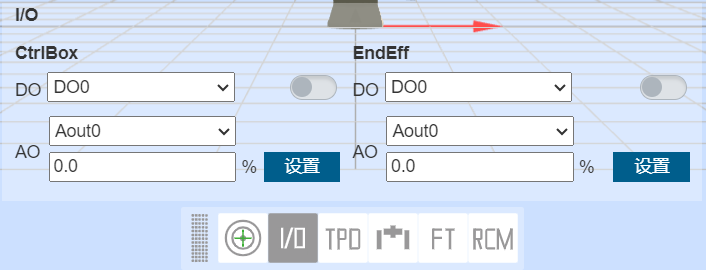 I/O
CtrlBox EndEff
DO DO0 DO DO0
Aout0 Aout0
AO AO
0.0 % 设置 0.0 % 设置
I/O TPD FT RCM